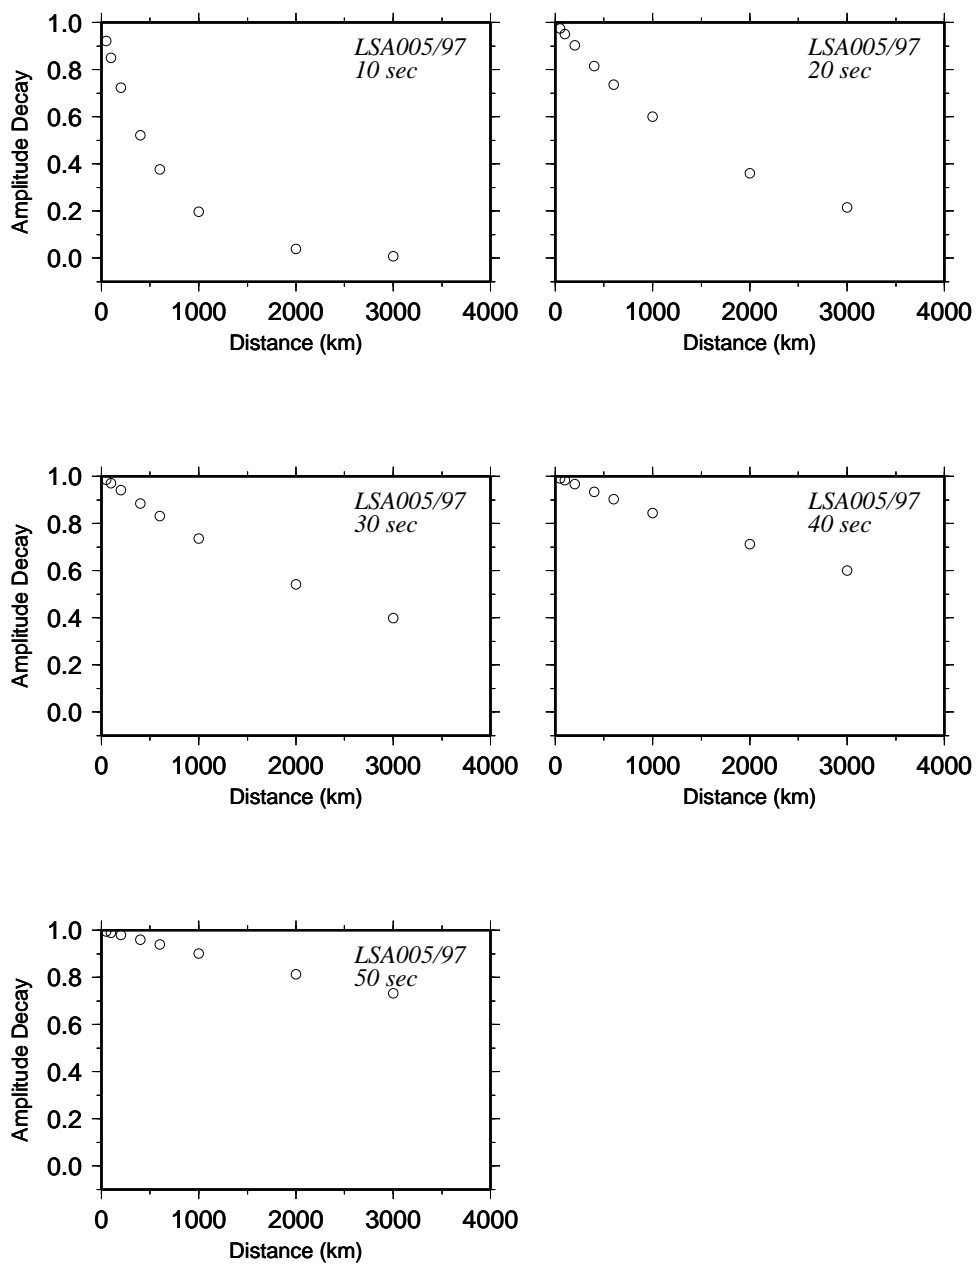 1.0
0.8
0.6
0.4
0.2
0.0
Amplitude Decay
LSA005/97
10 sec
0 1000 2000 3000 4000
Distance (km)
LSA005/97
20 sec
0 1000 2000 3000 4000
Distance (km)
1.0
0.8
0.6
0.4
0.2
0.0
Amplitude Decay
LSA005/97
30 sec
0 1000 2000 3000 4000
Distance (km)
LSA005/97
40 sec
0 1000 2000 3000 4000
Distance (km)
1.0
0.8
0.6
0.4
0.2
0.0
Amplitude Decay
LSA005/97
50 sec
0 1000 2000 3000 4000
Distance (km)